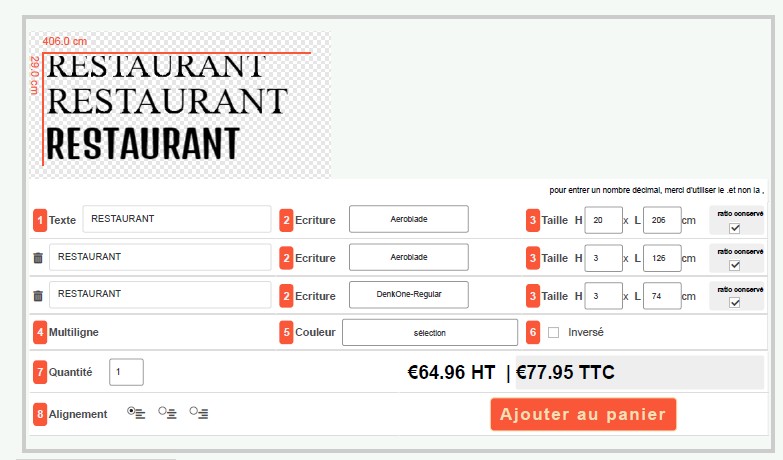 406.0 cm
29.0 cm
RESTAURANT
RESTAURANT
RESTAURANT
pour entrer un nombre décimal, merci d'utiliser le .et non la ,
1 Texte RESTAURANT 2 Ecriture Aeroblade 3 Taille H 20 x L 206 cm ratio conservé
RESTAURANT 2 Ecriture Aeroblade 3 Taille H 3 x L 126 cm ratio conservé
RESTAURANT 2 Ecriture DenkOne-Regular 3 Taille H 3 x L 74 cm ratio conservé
4 Multiligne 5 Couleur sélection 6 Inversé
7 Quantité 1 €64.96 HT | €77.95 TTC
8 Alignement Ajouter au panier